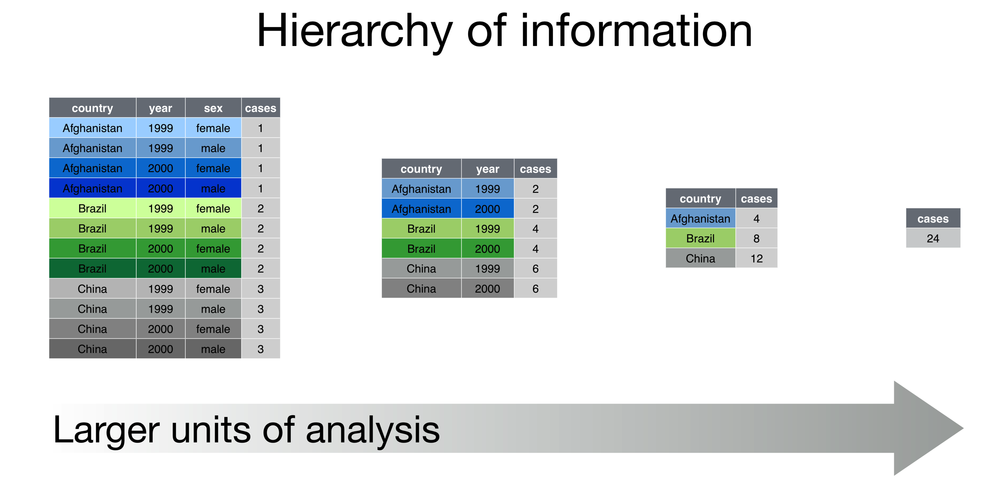 Hierarchy of information
country year sex cases
Afghanistan 1999 female 1
Afghanistan 1999 male 1
Afghanistan 2000 female 1
Afghanistan 2000 male 1
Brazil 1999 female 2
Brazil 1999 male 2
Brazil 2000 female 2
Brazil 2000 male 2
China 1999 female 3
China 1999 male 3
China 2000 female 3
China 2000 male 3
country year cases
Afghanistan 1999 2
Afghanistan 2000 2
Brazil 1999 4
Brazil 2000 4
China 1999 6
China 2000 6
country cases
Afghanistan 4
Brazil 8
China 12
cases
24
Larger units of analysis